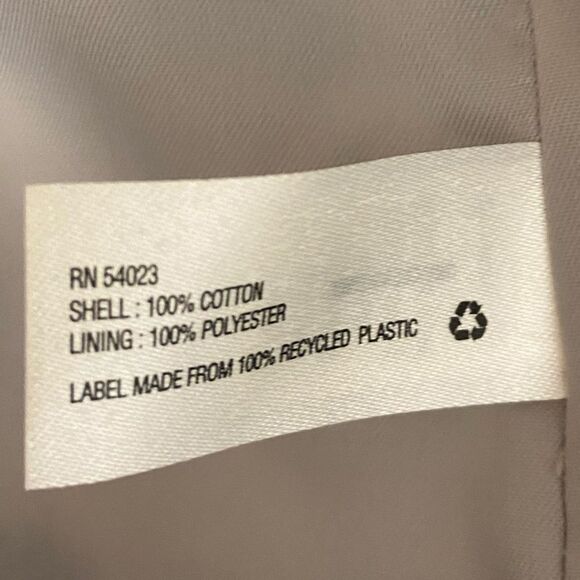 RN 54023
SHELL : 100% COTTON
LINING : 100% POLYESTER
LABEL MADE FROM 100% RECYCLED PLASTIC